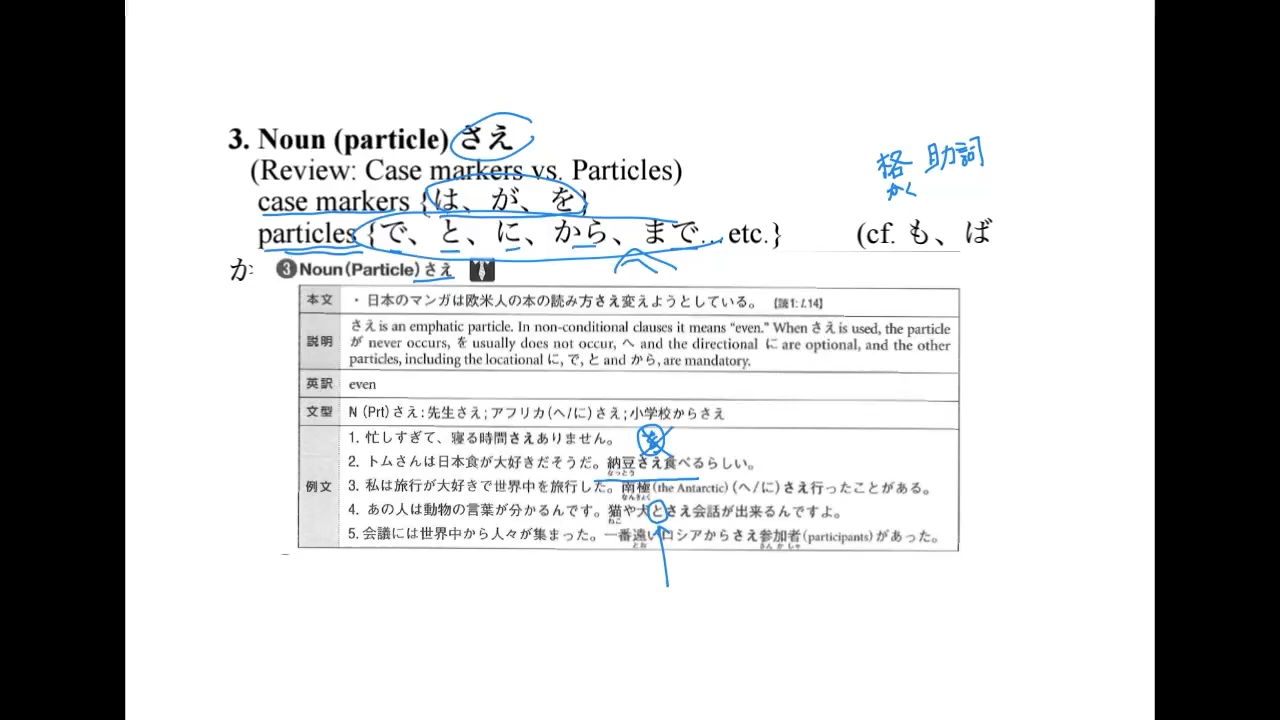 3. Noun (particle) さえ
(Review: Case markers vs. Particles)
格助詞
かく
case markers {は、が、を}
particles {で、と、に、から、まで... etc.} (cf. も、ば
か
へ
❸Noun(Particle)さえ
本文 ・日本のマンガは欧米人の本の読み方さえ変えようとしている。 【読1: l.14】
説明 さえ is an emphatic particle. In non-conditional clauses it means “even.” When さえ is used, the particle
が never occurs, を usually does not occur, へ and the directional に are optional, and the other
particles, including the locational に, で, と and から, are mandatory.
英訳 even
文型 N (Prt)さえ:先生さえ;アフリカ(へ/に)さえ;小学校からさえ
例文
1. 忙しすぎて、寝る時間さえありません。
2. トムさんは日本食が大好きだそうだ。納豆さえ食べるらしい。
なっとう
3. 私は旅行が大好きで世界中を旅行した。南極(the Antarctic)(へ/に)さえ行ったことがある。
なんきょく
4. あの人は動物の言葉が分かるんです。猫や犬とさえ会話が出来るんですよ。
ねこ
5. 会議には世界中から人々が集まった。一番遠いロシアからさえ参加者(participants)があった。
とお さんかしゃ